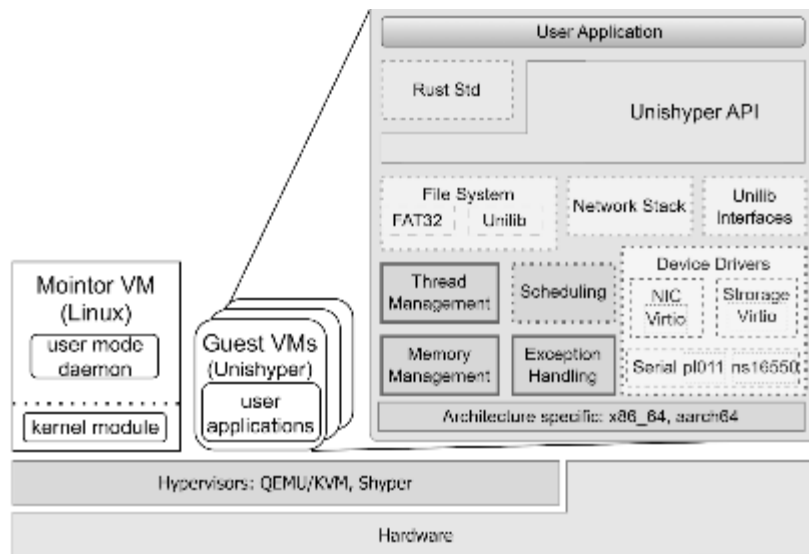 User Application
Rust Std
Unishyper API
File System
FAT32
Unilib
Network Stack
Unilib
Interfaces
Thread
Management
Scheduling
Device Drivers
NIC
Virtio
Strorage
Virtio
Memory
Management
Exception
Handling
Serial pl011 ns16550
Architecture specific: x86_64, aarch64
Mointor VM
(Linux)
user mode
daemon
kernel module
Guest VMs
(Unishyper)
user
applications
Hypervisors: QEMU/KVM, Shyper
Hardware